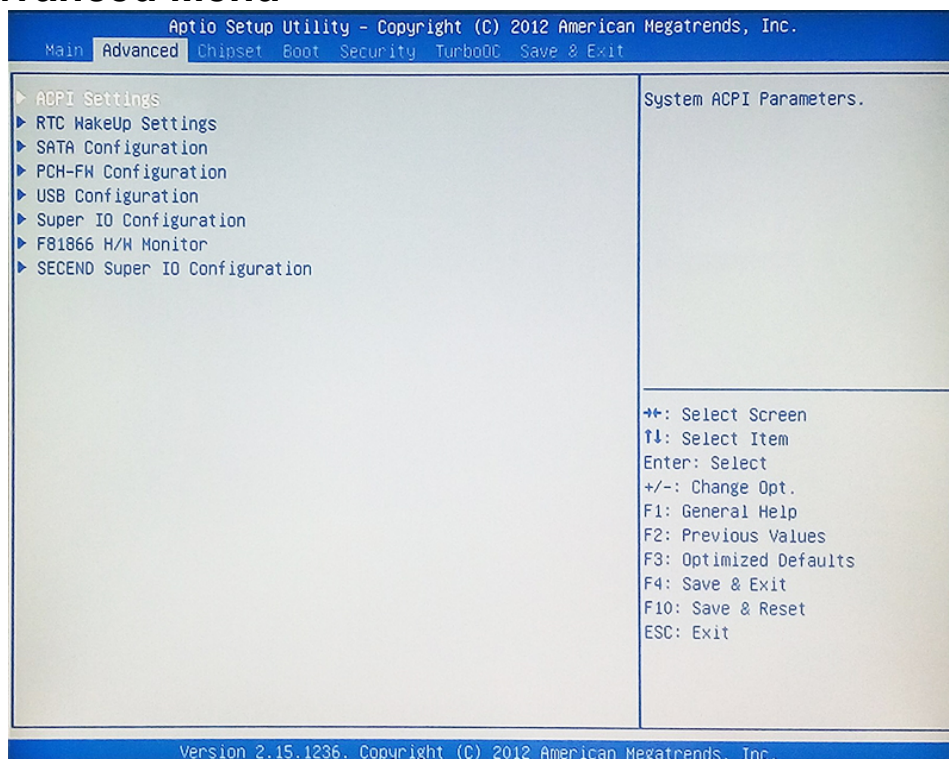 Aptio Setup Utility - Copyright (C) 2012 American Megatrends, Inc.
Main Advanced Chipset Boot Security TurboOC Save & Exit
ACPI Settings
RTC WakeUp Settings
SATA Configuration
PCH-FW Configuration
USB Configuration
Super IO Configuration
F81866 H/W Monitor
SECEND Super IO Configuration
System ACPI Parameters.
→←: Select Screen
↑↓: Select Item
Enter: Select
+/-: Change Opt.
F1: General Help
F2: Previous Values
F3: Optimized Defaults
F4: Save & Exit
F10: Save & Reset
ESC: Exit
Version 2.15.1236. Copyright (C) 2012 American Megatrends, Inc.